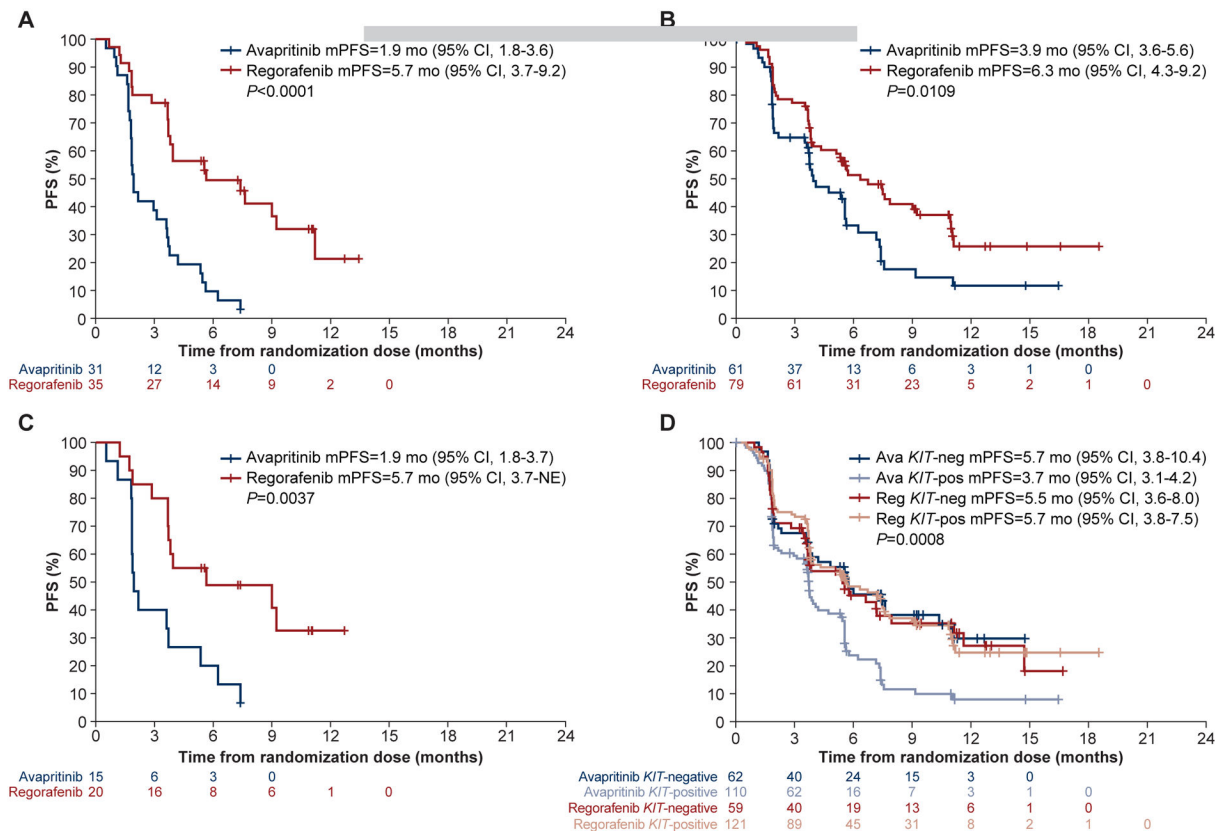 A
100
90
80
70
60
50
40
30
20
10
0
PFS (%)
Avapritinib mPFS=1.9 mo (95% CI, 1.8-3.6)
Regorafenib mPFS=5.7 mo (95% CI, 3.7-9.2)
P<0.0001
0 3 6 9 12 15 18 21 24
Time from randomization dose (months)
Avapritinib 31 12 3 0
Regorafenib 35 27 14 9 2 0
B
100
90
80
70
60
50
40
30
20
10
0
PFS (%)
Avapritinib mPFS=3.9 mo (95% CI, 3.6-5.6)
Regorafenib mPFS=6.3 mo (95% CI, 4.3-9.2)
P=0.0109
0 3 6 9 12 15 18 21 24
Time from randomization dose (months)
Avapritinib 61 37 13 6 3 1 0
Regorafenib 79 61 31 23 5 2 1 0
C
100
90
80
70
60
50
40
30
20
10
0
PFS (%)
Avapritinib mPFS=1.9 mo (95% CI, 1.8-3.7)
Regorafenib mPFS=5.7 mo (95% CI, 3.7-NE)
P=0.0037
0 3 6 9 12 15 18 21 24
Time from randomization dose (months)
Avapritinib 15 6 3 0
Regorafenib 20 16 8 6 1 0
D
100
90
80
70
60
50
40
30
20
10
0
PFS (%)
Ava KIT-neg mPFS=5.7 mo (95% CI, 3.8-10.4)
Ava KIT-pos mPFS=3.7 mo (95% CI, 3.1-4.2)
Reg KIT-neg mPFS=5.5 mo (95% CI, 3.6-8.0)
Reg KIT-pos mPFS=5.7 mo (95% CI, 3.8-7.5)
P=0.0008
0 3 6 9 12 15 18 21 24
Time from randomization dose (months)
Avapritinib KIT-negative 62 40 24 15 3 0
Avapritinib KIT-positive 110 62 16 7 3 1 0
Regorafenib KIT-negative 59 40 19 13 6 1 0
Regorafenib KIT-positive 121 89 45 31 8 2 1 0